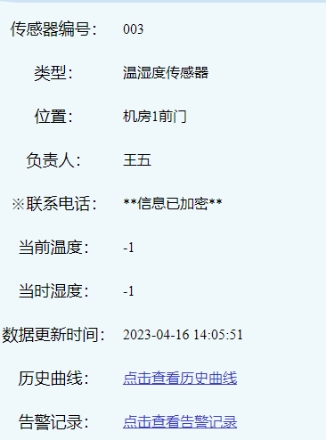 传感器编号： 003
类型： 温湿度传感器
位置： 机房1前门
负责人： 王五
※联系电话： **信息已加密**
当前温度： -1
当时湿度： -1
数据更新时间： 2023-04-16 14:05:51
历史曲线： 点击查看历史曲线
告警记录： 点击查看告警记录